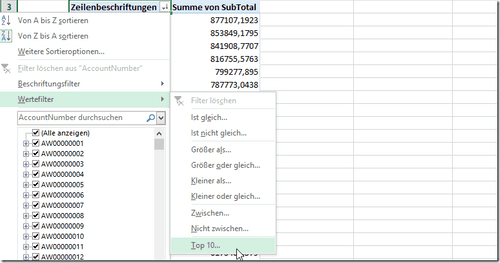 3 Zeilenbeschriftungen Summe von SubTotal
Von A bis Z sortieren
Von Z bis A sortieren
Weitere Sortieroptionen...
Filter löschen aus "AccountNumber"
Beschriftungsfilter
Wertefilter
AccountNumber durchsuchen
(Alle anzeigen)
AW00000001
AW00000002
AW00000003
AW00000004
AW00000005
AW00000006
AW00000007
AW00000008
AW00000009
AW00000010
AW00000011
AW00000012
877107,1923
853849,1795
841908,7707
816755,5763
799277,895
787773,0438
Filter löschen
Ist gleich...
Ist nicht gleich...
Größer als...
Größer oder gleich...
Kleiner als...
Kleiner oder gleich...
Zwischen...
Nicht zwischen...
Top 10...